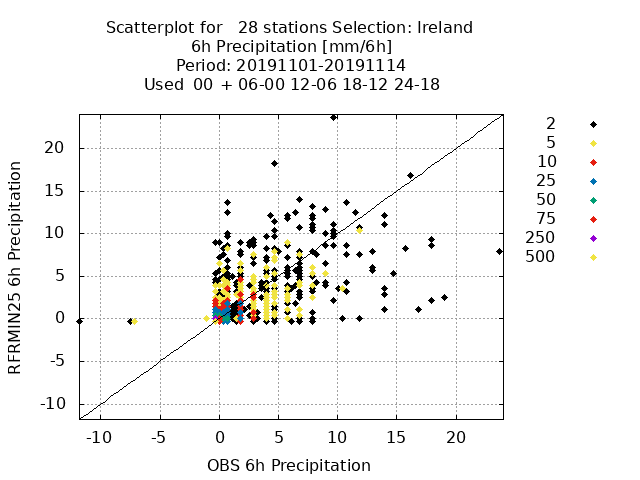 Scatterplot for 28 stations Selection: Ireland
6h Precipitation [mm/6h]
Period: 20191101-20191114
Used 00 + 06-00 12-06 18-12 24-18
RFRMIN25 6h Precipitation
20
15
10
5
0
-5
-10
-10 -5 0 5 10 15 20
OBS 6h Precipitation
2
5
10
25
50
75
250
500